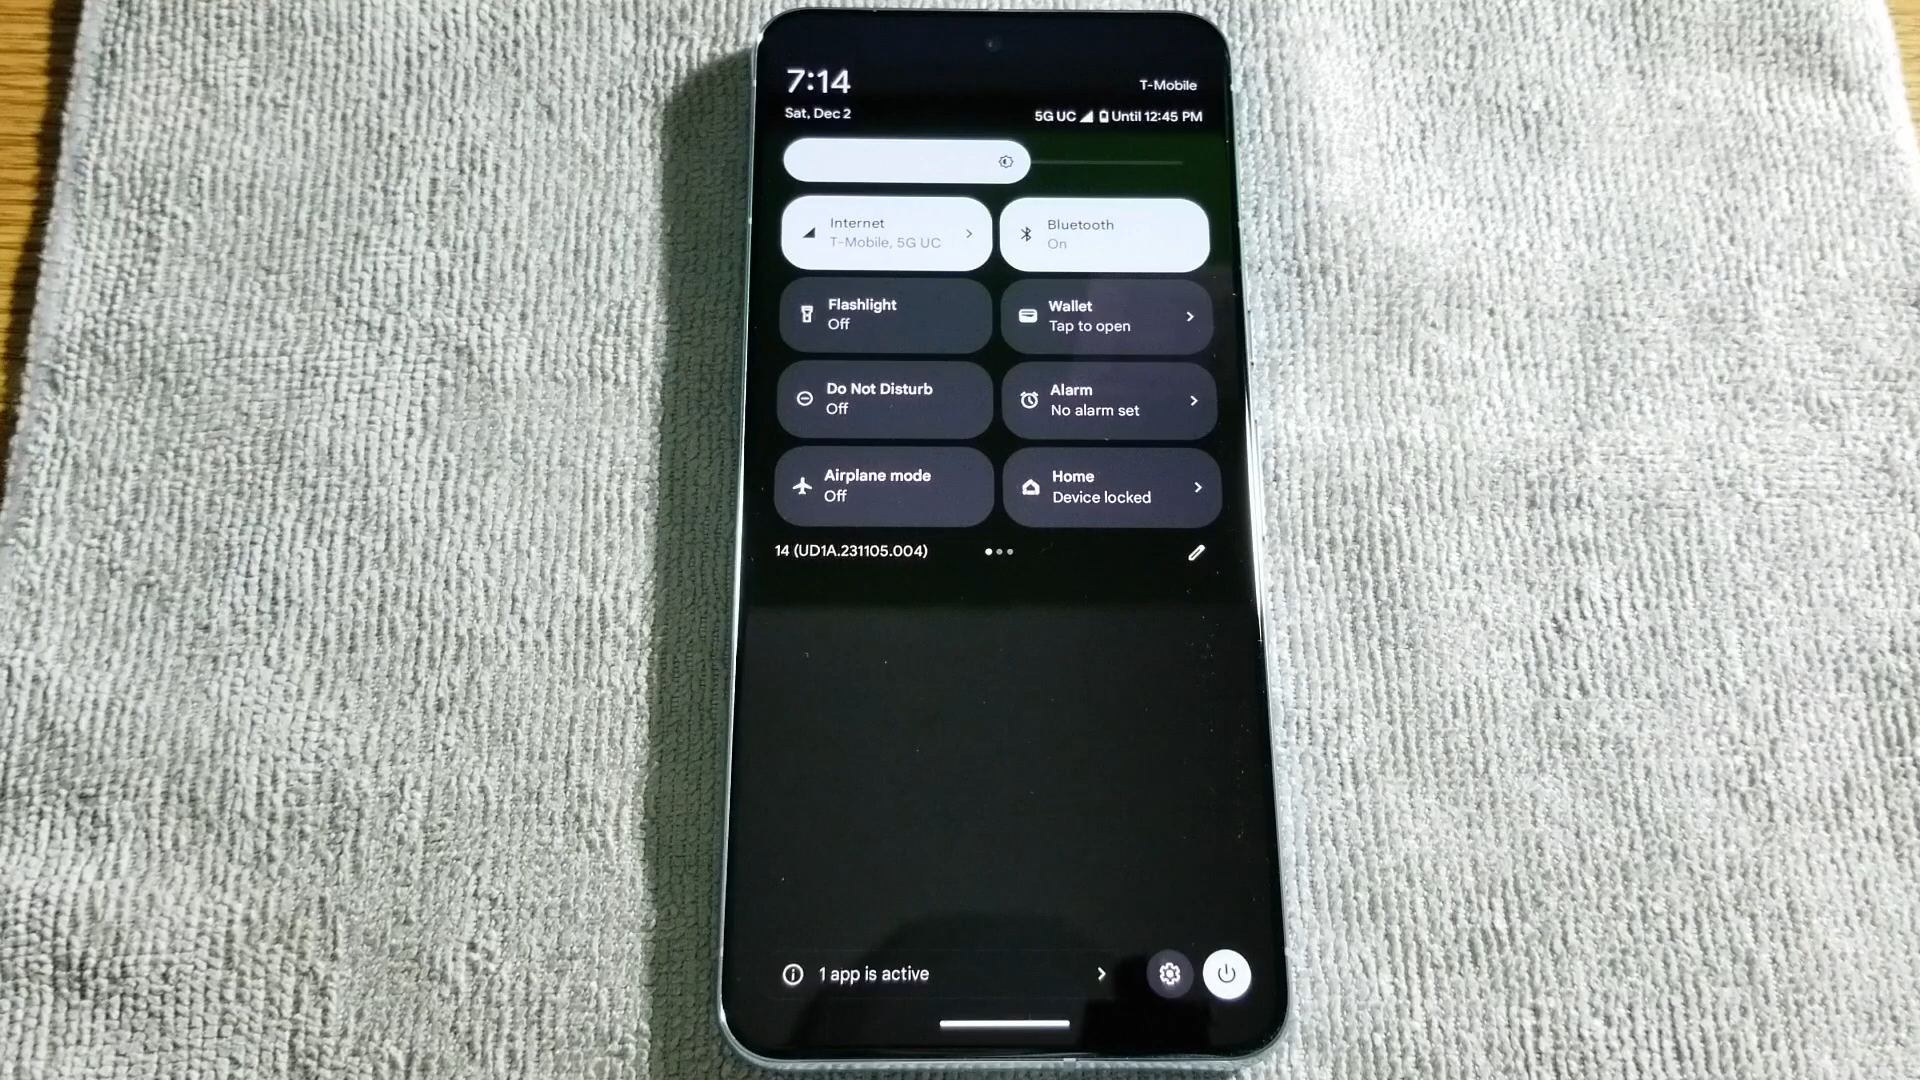 7:14
T-Mobile
Sat, Dec 2
5G UC Until 12:45 PM
Internet
T-Mobile, 5G UC
Bluetooth
On
Flashlight
Off
Wallet
Tap to open
Do Not Disturb
Off
Alarm
No alarm set
Airplane mode
Off
Home
Device locked
14 (UD1A.231105.004)
1 app is active